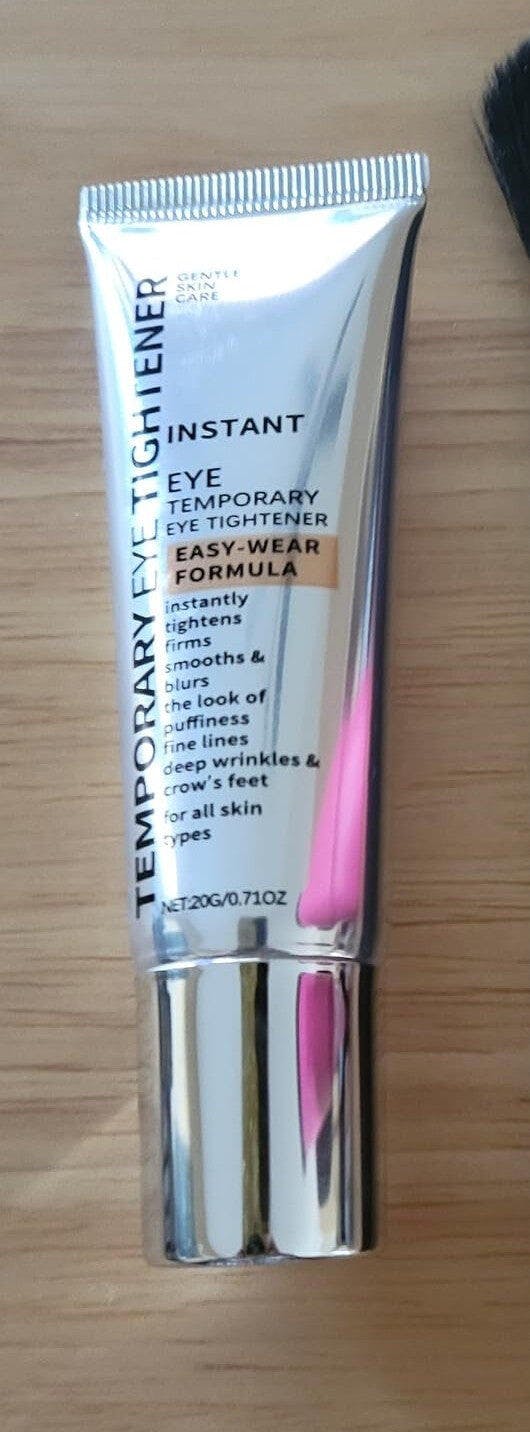 TEMPORARY EYE TIGHTENER
GENTLE
SKIN
CARE
INSTANT
EYE
TEMPORARY
EYE TIGHTENER
EASY-WEAR
FORMULA
instantly
tightens
firms
smooths &
blurs
the look of
puffiness
fine lines
deep wrinkles &
crow's feet
for all skin
types
NET:20G/0.71OZ